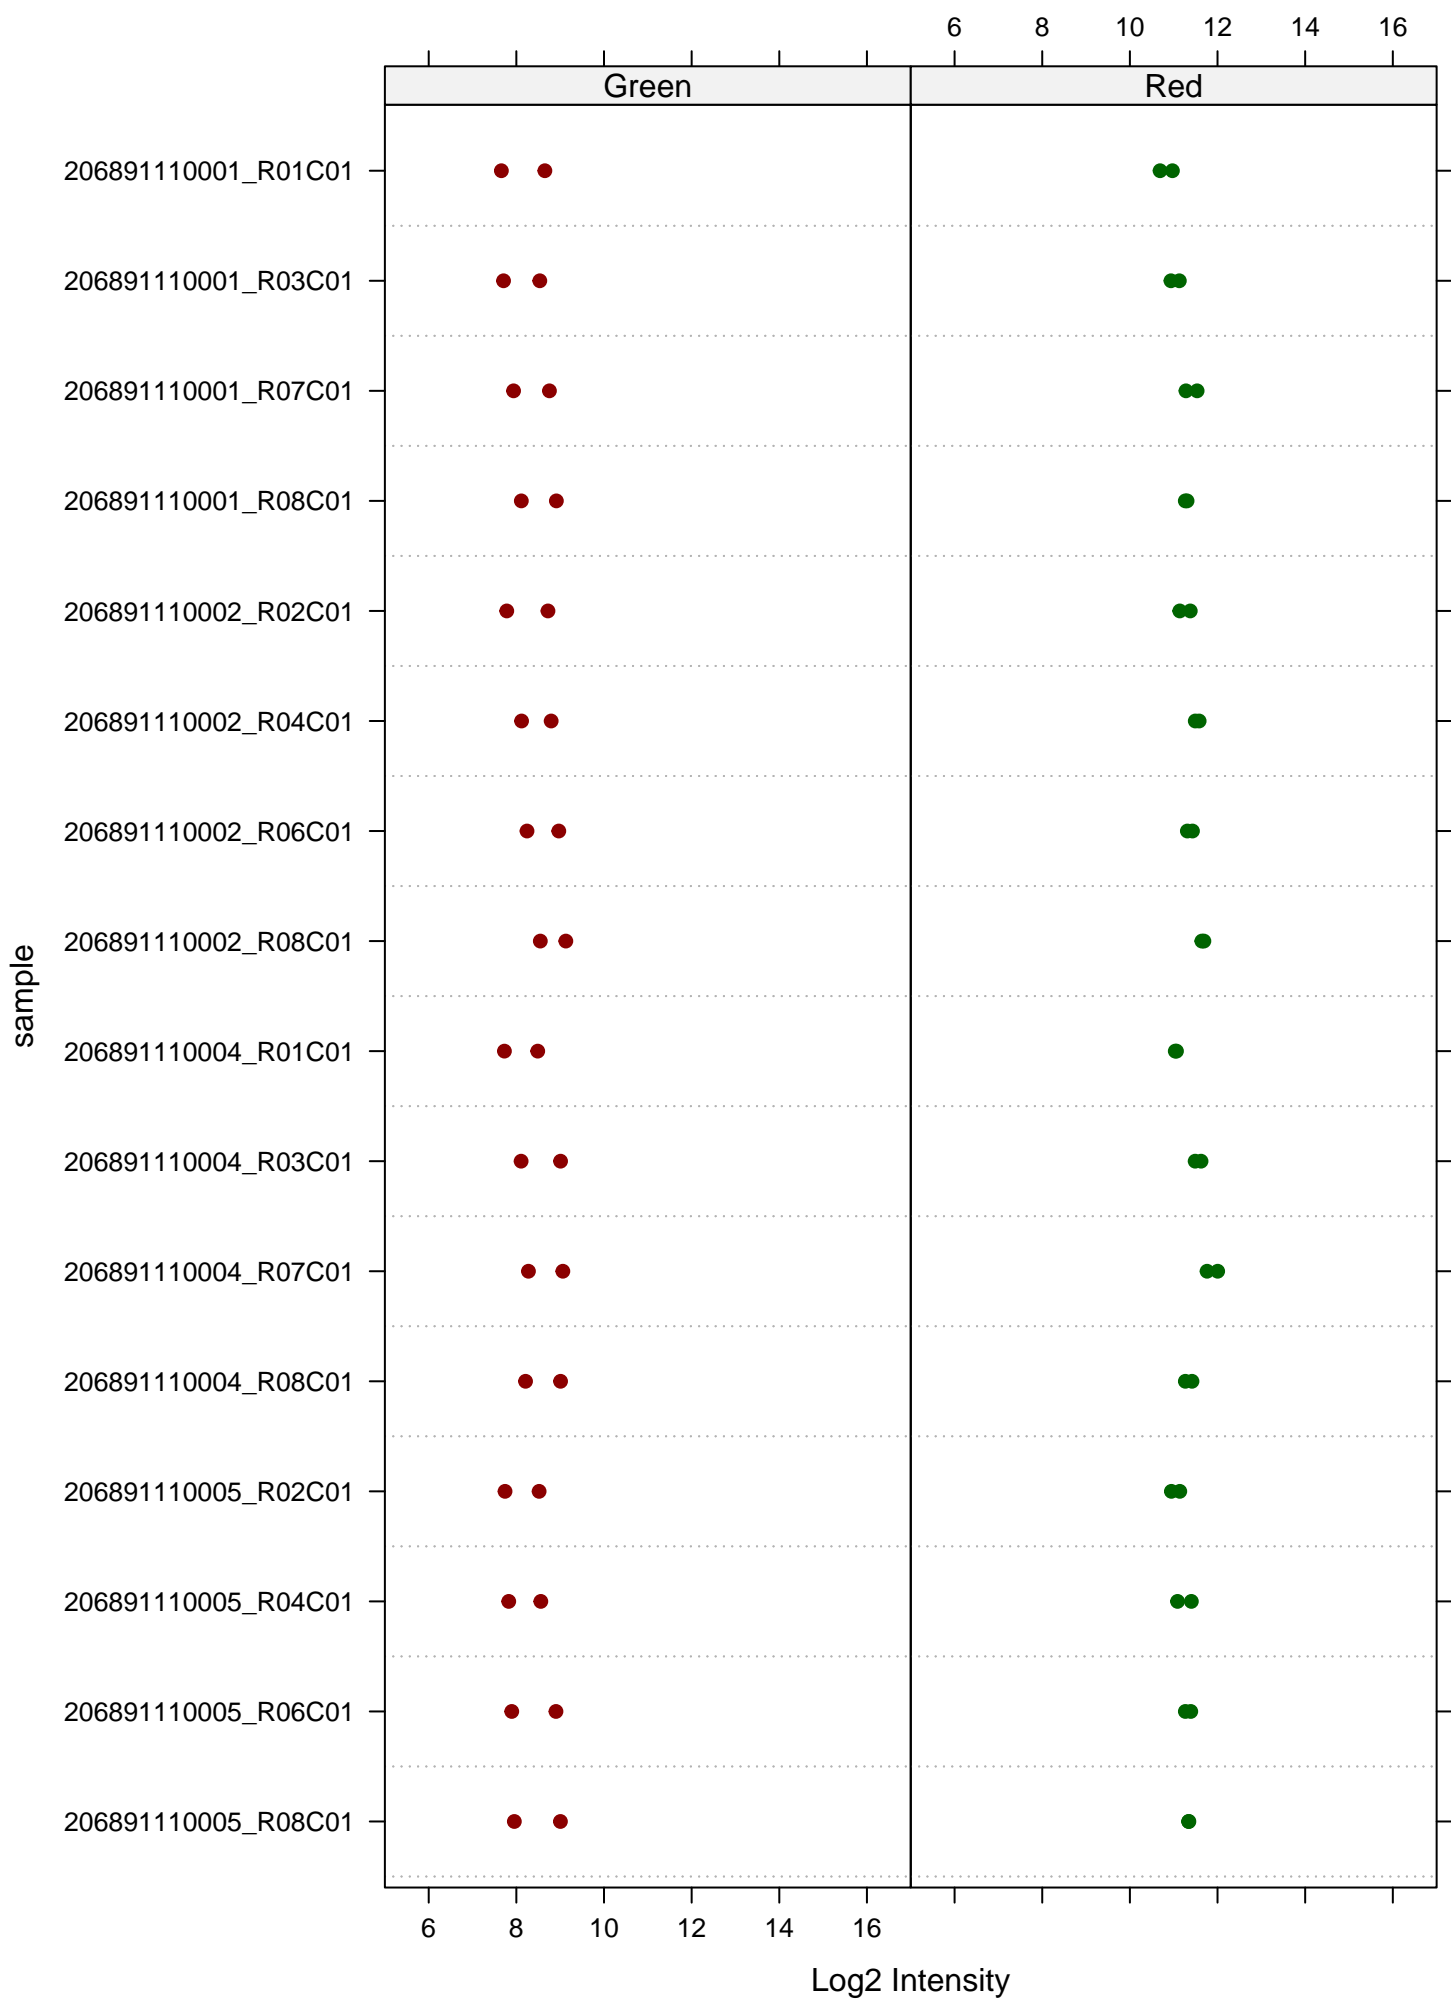 6 8 10 12 14 16
Green Red
206891110001_R01C01
206891110001_R03C01
206891110001_R07C01
206891110001_R08C01
206891110002_R02C01
206891110002_R04C01
206891110002_R06C01
206891110002_R08C01
sample
206891110004_R01C01
206891110004_R03C01
206891110004_R07C01
206891110004_R08C01
206891110005_R02C01
206891110005_R04C01
206891110005_R06C01
206891110005_R08C01
6 8 10 12 14 16
Log2 Intensity